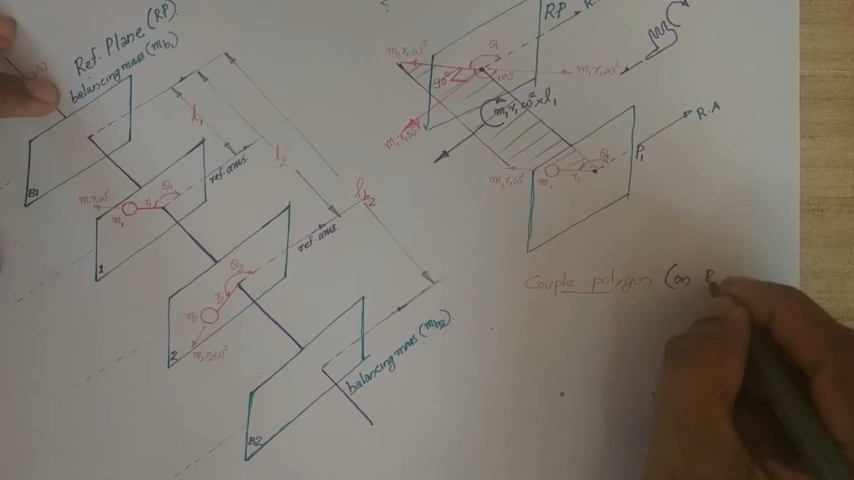 Ref. Plane (RP)
balancing mass (mb1)
l1
l2
lb2
B1
m1r1ω²
m1
r1
θ1
ref. axis
1
m2
r2
θ2
ref. axis
m2r2ω²
2
balancing mass (mb2)
B2
RP
m1r1ω²
θ1
90°
180
m1r1ω²
m1r1ω² x l1
m1r1ω²
R.A
P1
m1r1ω²
m1
r1
θ1
Couple polygon (on P